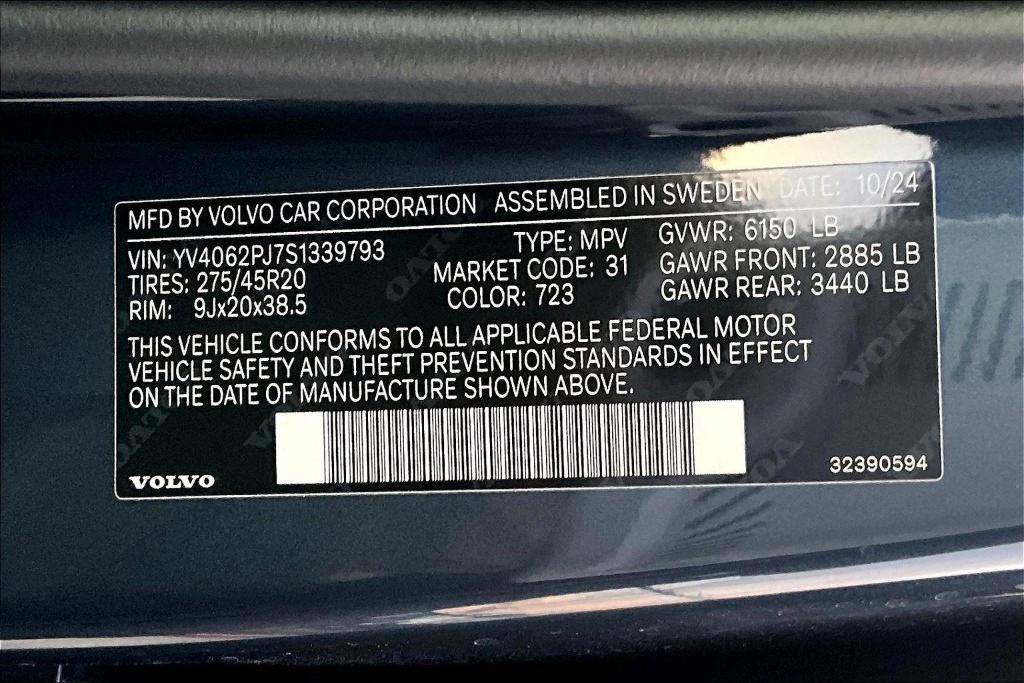 MFD BY VOLVO CAR CORPORATION ASSEMBLED IN SWEDEN DATE: 10/24
VIN: YV4062PJ7S1339793 TYPE: MPV GVWR: 6150 LB
TIRES: 275/45R20 MARKET CODE: 31 GAWR FRONT: 2885 LB
RIM: 9Jx20x38.5 COLOR: 723 GAWR REAR: 3440 LB
THIS VEHICLE CONFORMS TO ALL APPLICABLE FEDERAL MOTOR
VEHICLE SAFETY AND THEFT PREVENTION STANDARDS IN EFFECT
ON THE DATE OF MANUFACTURE SHOWN ABOVE.
VOLVO 32390594